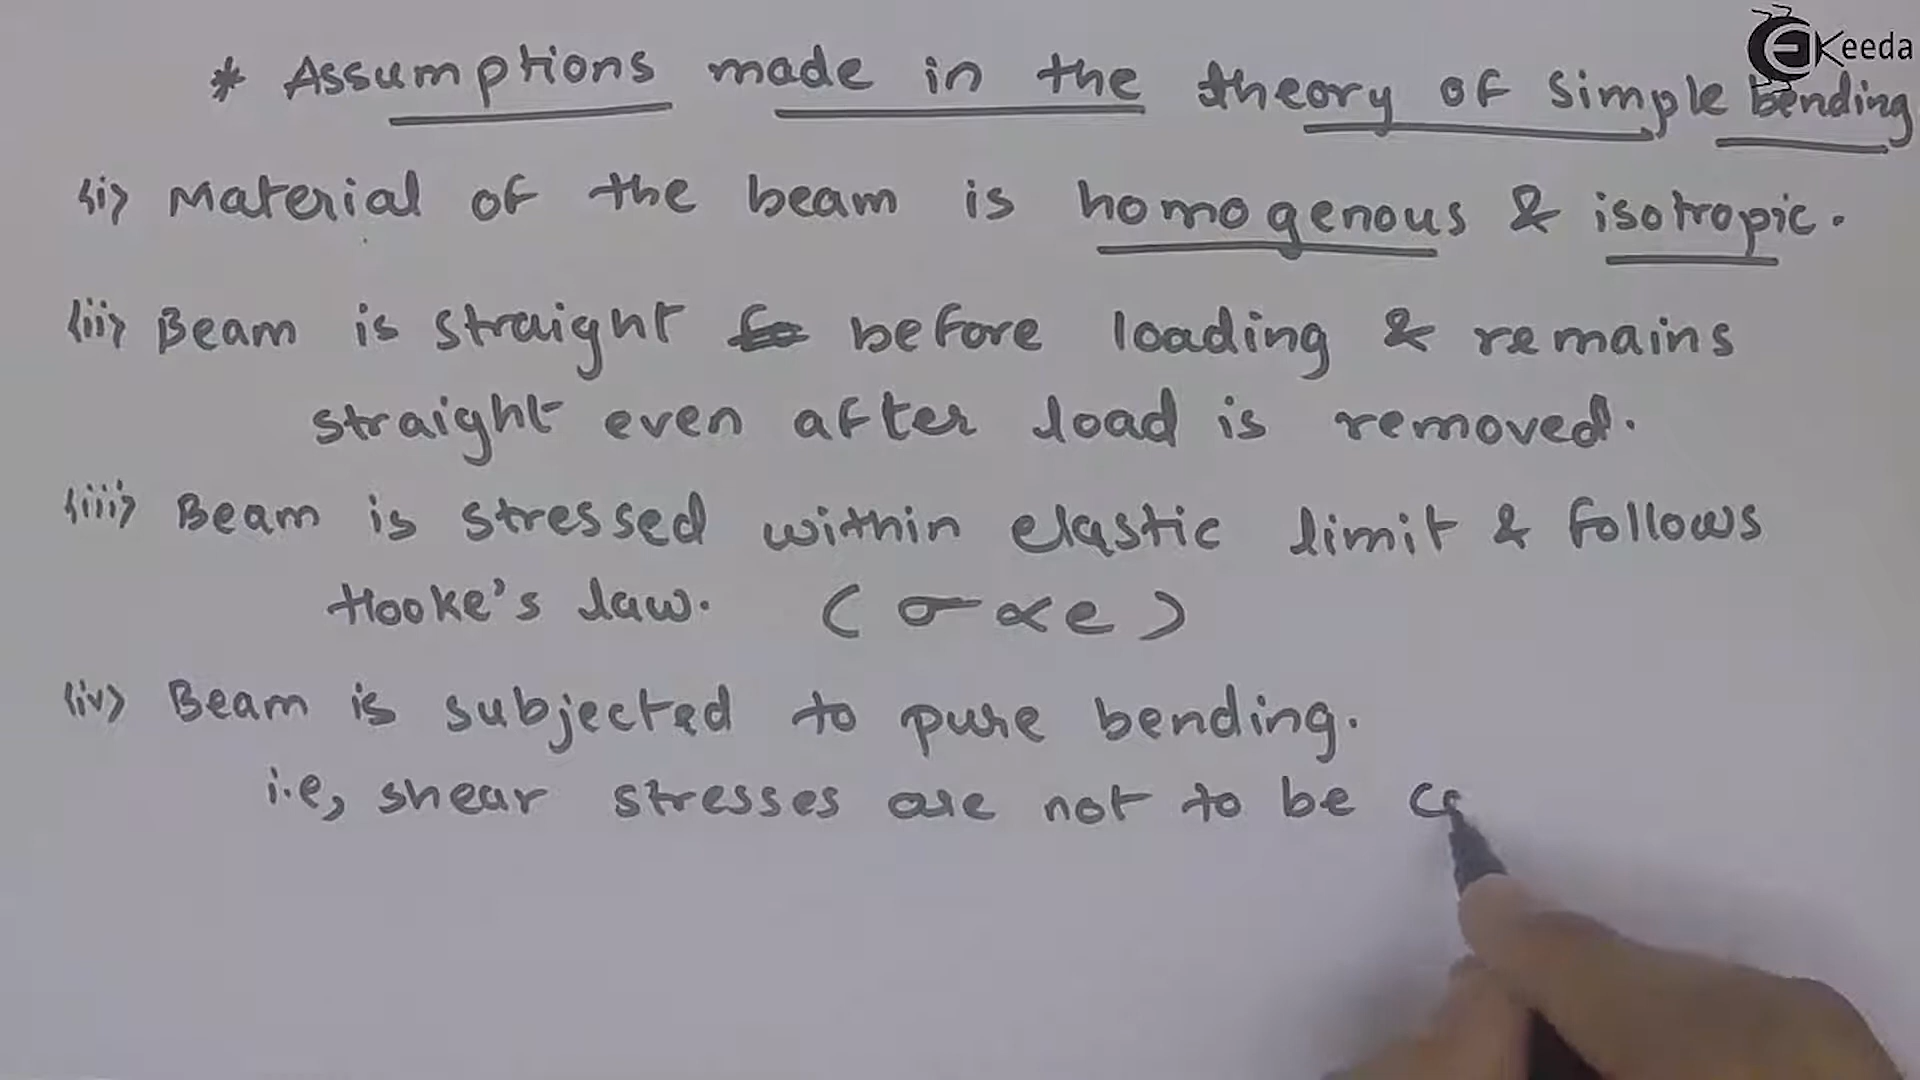 Ekeeda
* Assumptions made in the theory of simple bending
(i) Material of the beam is homogenous & isotropic.
(ii) Beam is straight before loading & remains
straight even after load is removed.
(iii) Beam is stressed within elastic limit & follows
Hooke's law. (σ ∝ e)
(iv) Beam is subjected to pure bending.
i.e, shear stresses are not to be co